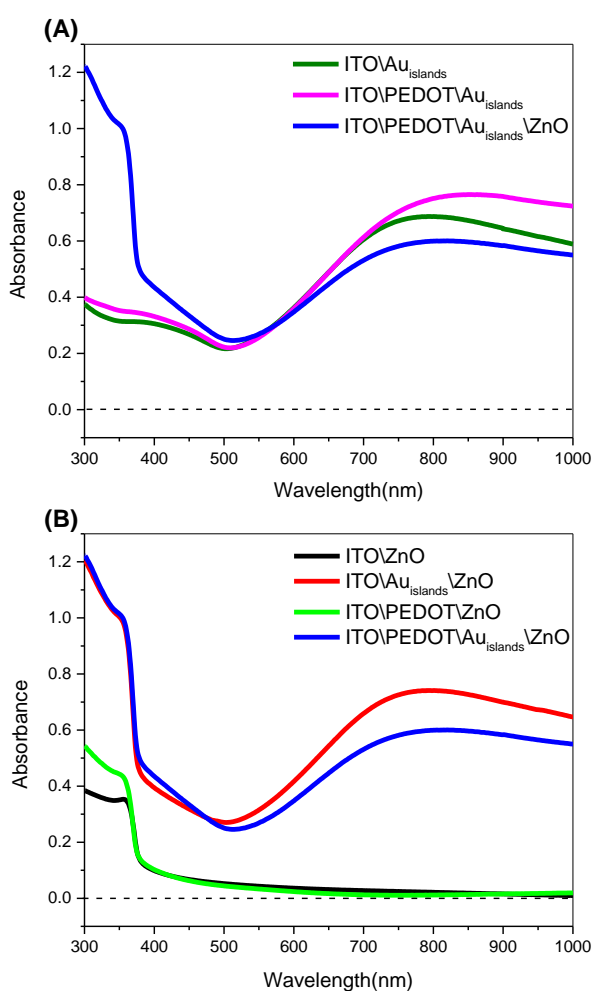 (A)
ITO\Auislands
ITO\PEDOT\Auislands
ITO\PEDOT\Auislands\ZnO
1.2
1.0
0.8
0.6
0.4
0.2
0.0
Absorbance
300 400 500 600 700 800 900 1000
Wavelength(nm)
(B)
ITO\ZnO
ITO\Auislands\ZnO
ITO\PEDOT\ZnO
ITO\PEDOT\Auislands\ZnO
1.2
1.0
0.8
0.6
0.4
0.2
0.0
Absorbance
300 400 500 600 700 800 900 1000
Wavelength(nm)